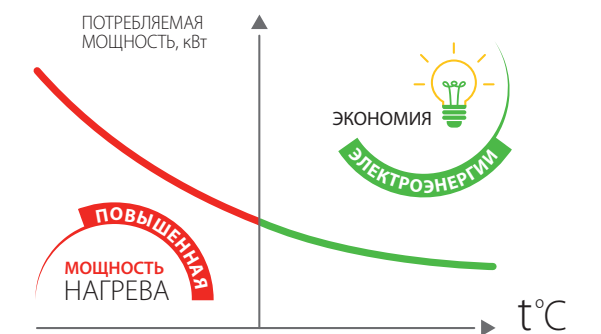 ПОТРЕБЛЯЕМАЯ
МОЩНОСТЬ, кВт
ЭКОНОМИЯ
ЭЛЕКТРОЭНЕРГИИ
ПОВЫШЕННАЯ
МОЩНОСТЬ
НАГРЕВА
t°C